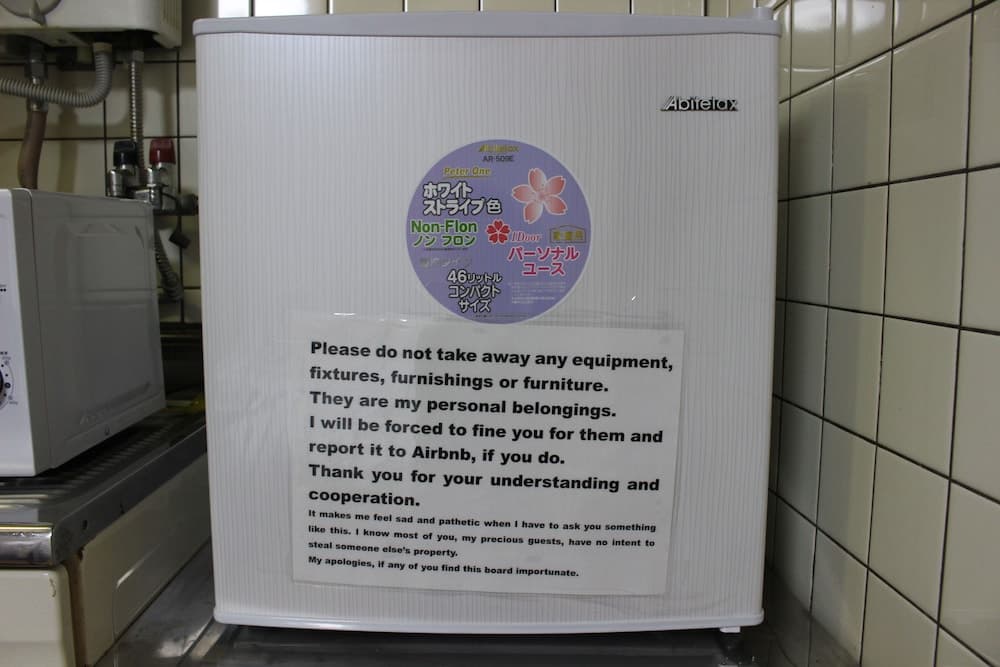 Abitelax
Abitelax
AR-509E
Peter One
ホワイト
ストライプ色
Non-Flon
ノン フロン
1Door
パーソナル
ユース
46リットル
コンパクト
サイズ
Please do not take away any equipment,
fixtures, furnishings or furniture.
They are my personal belongings.
I will be forced to fine you for them and
report it to Airbnb, if you do.
Thank you for your understanding and
cooperation.
It makes me feel sad and pathetic when I have to ask you something
like this. I know most of you, my precious guests, have no intent to
steal someone else's property.
My apologies, if any of you find this board importunate.